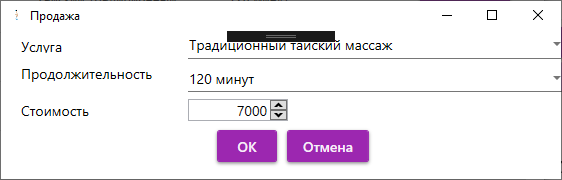 Продажа
Услуга Традиционный тайский массаж
Продолжительность 120 минут
Стоимость 7000
ОК Отмена